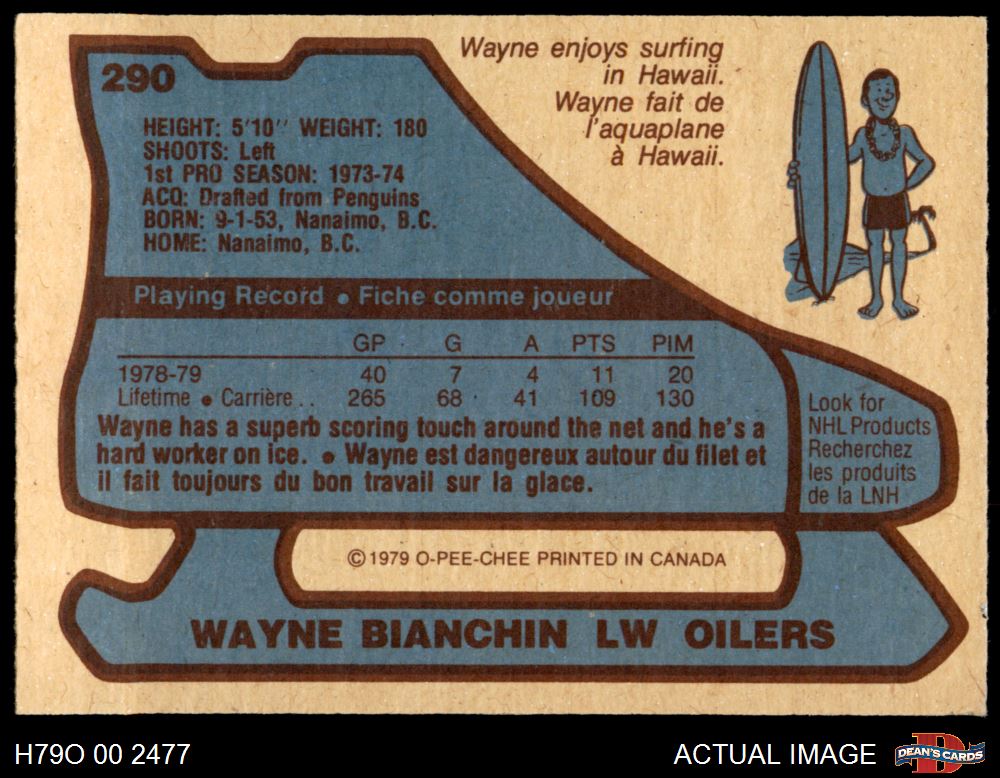 290
Wayne enjoys surfing
in Hawaii.
Wayne fait de
l'aquaplane
à Hawaii.
HEIGHT: 5'10" WEIGHT: 180
SHOOTS: Left
1st PRO SEASON: 1973-74
ACQ: Drafted from Penguins
BORN: 9-1-53, Nanaimo, B.C.
HOME: Nanaimo, B.C.
Playing Record • Fiche comme joueur
GP G A PTS PIM
1978-79 40 7 4 11 20
Lifetime • Carrière .. 265 68 41 109 130
Wayne has a superb scoring touch around the net and he's a
hard worker on ice. • Wayne est dangereux autour du filet et
il fait toujours du bon travail sur la glace.
Look for
NHL Products
Recherchez
les produits
de la LNH
© 1979 O-PEE-CHEE PRINTED IN CANADA
WAYNE BIANCHIN LW OILERS
H79O 00 2477
ACTUAL IMAGE
D
DEAN'S CARDS